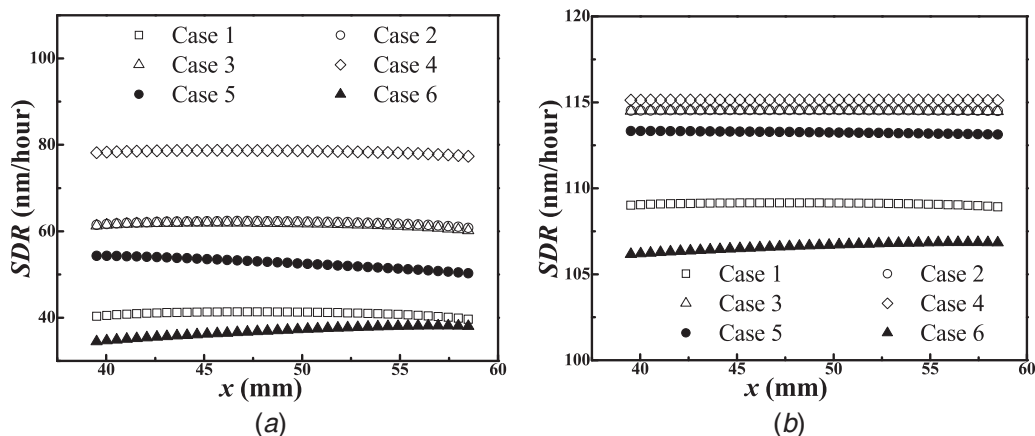 100
80
60
40
SDR (nm/hour)
Case 1
Case 2
Case 3
Case 4
Case 5
Case 6
40 45 50 55 60
x (mm)
(a)
120
115
109
105
100
SDR (nm/hour)
Case 1
Case 2
Case 3
Case 4
Case 5
Case 6
40 45 50 55 60
x (mm)
(b)